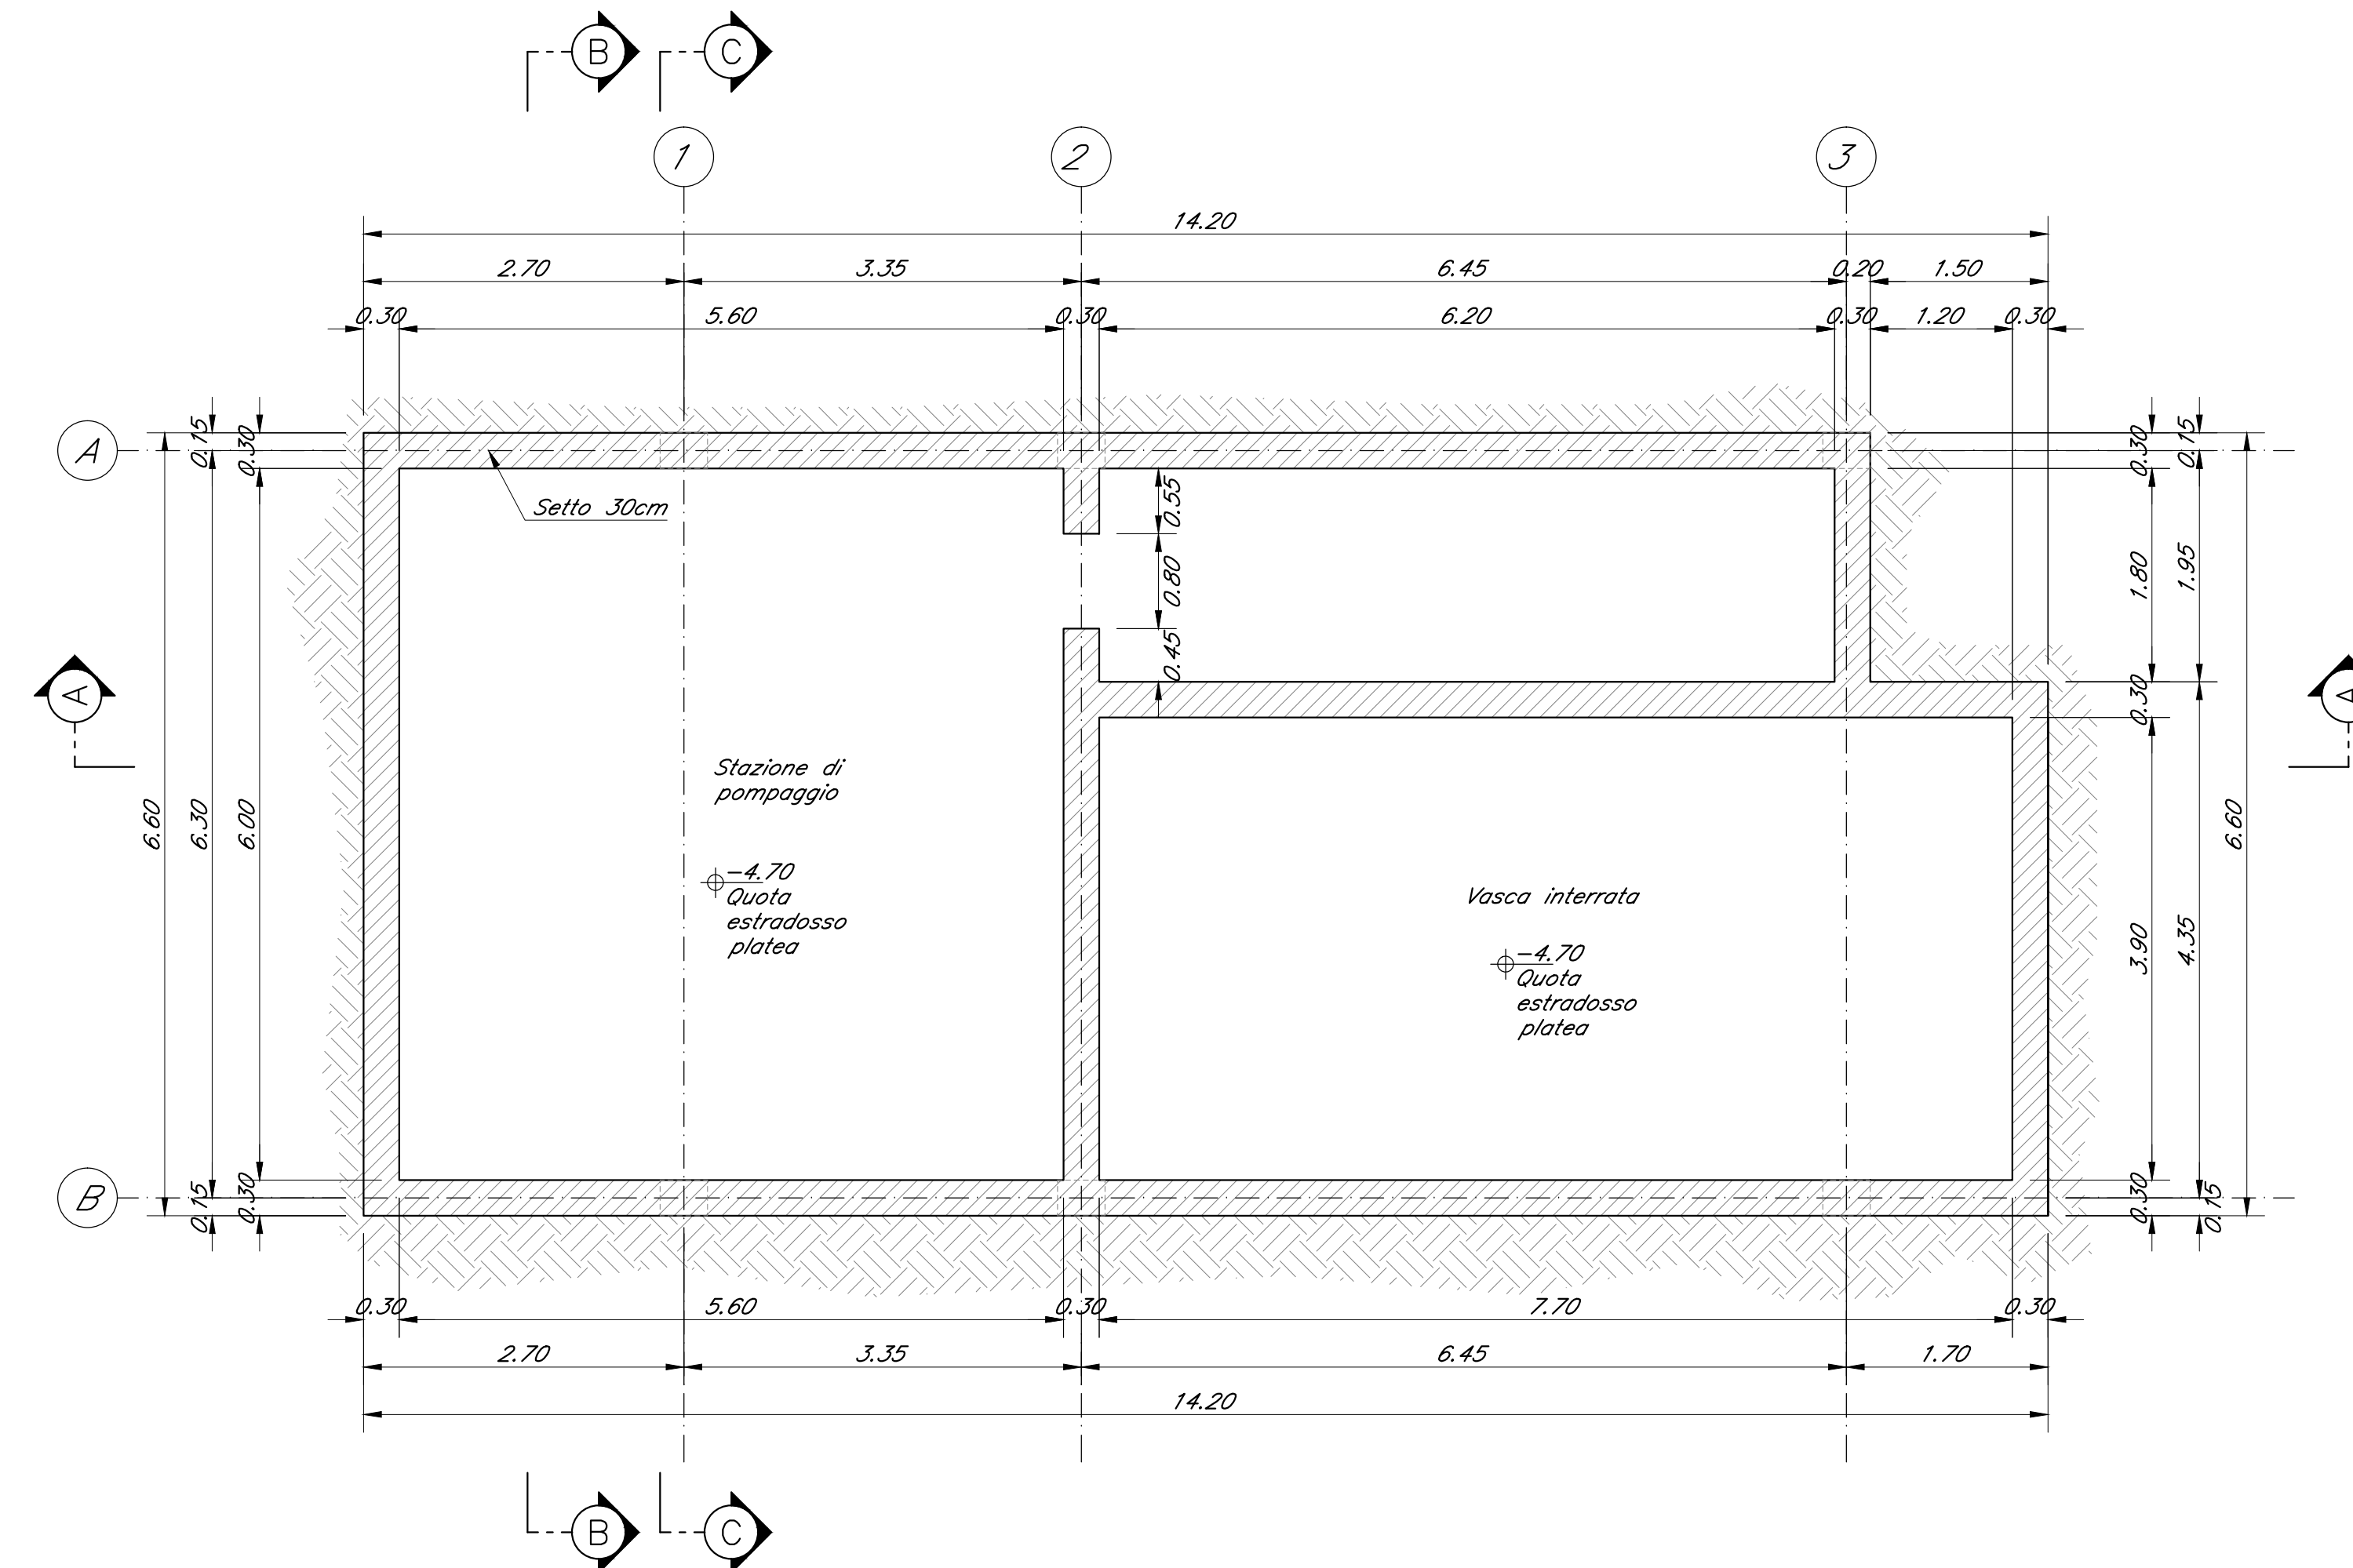 B
C
1
2
3
14.20
2.70
3.35
6.45
0.20
1.50
0.30
5.60
0.30
6.20
0.30
1.20
0.30
A
0.15
0.30
0.30
0.15
Setto 30cm
0.55
0.80
0.45
1.80
1.95
0.30
A
A
6.60
6.30
6.00
Stazione di
pompaggio
-4.70
Quota
estradosso
platea
Vasca interrata
-4.70
Quota
estradosso
platea
3.90
4.35
6.60
B
0.15
0.30
0.30
0.15
0.30
5.60
0.30
7.70
0.30
2.70
3.35
6.45
1.70
14.20
B
C